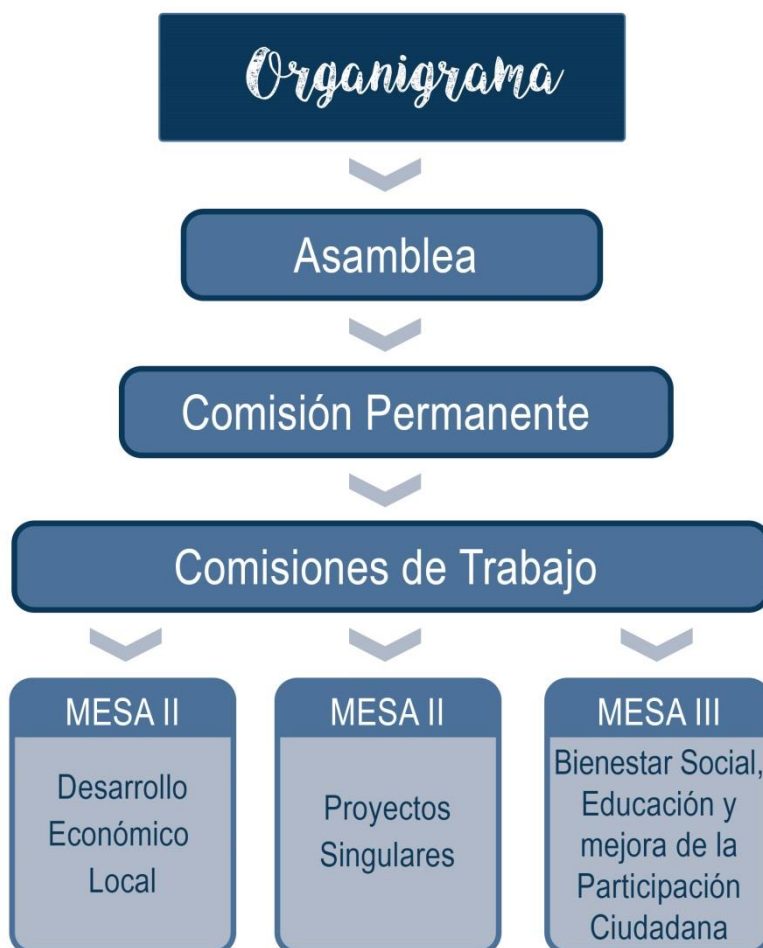 Organigrama
Asamblea
Comisión Permanente
Comisiones de Trabajo
MESA II
Desarrollo
Económico
Local
MESA II
Proyectos
Singulares
MESA III
Bienestar Social,
Educación y
mejora de la
Participación
Ciudadana